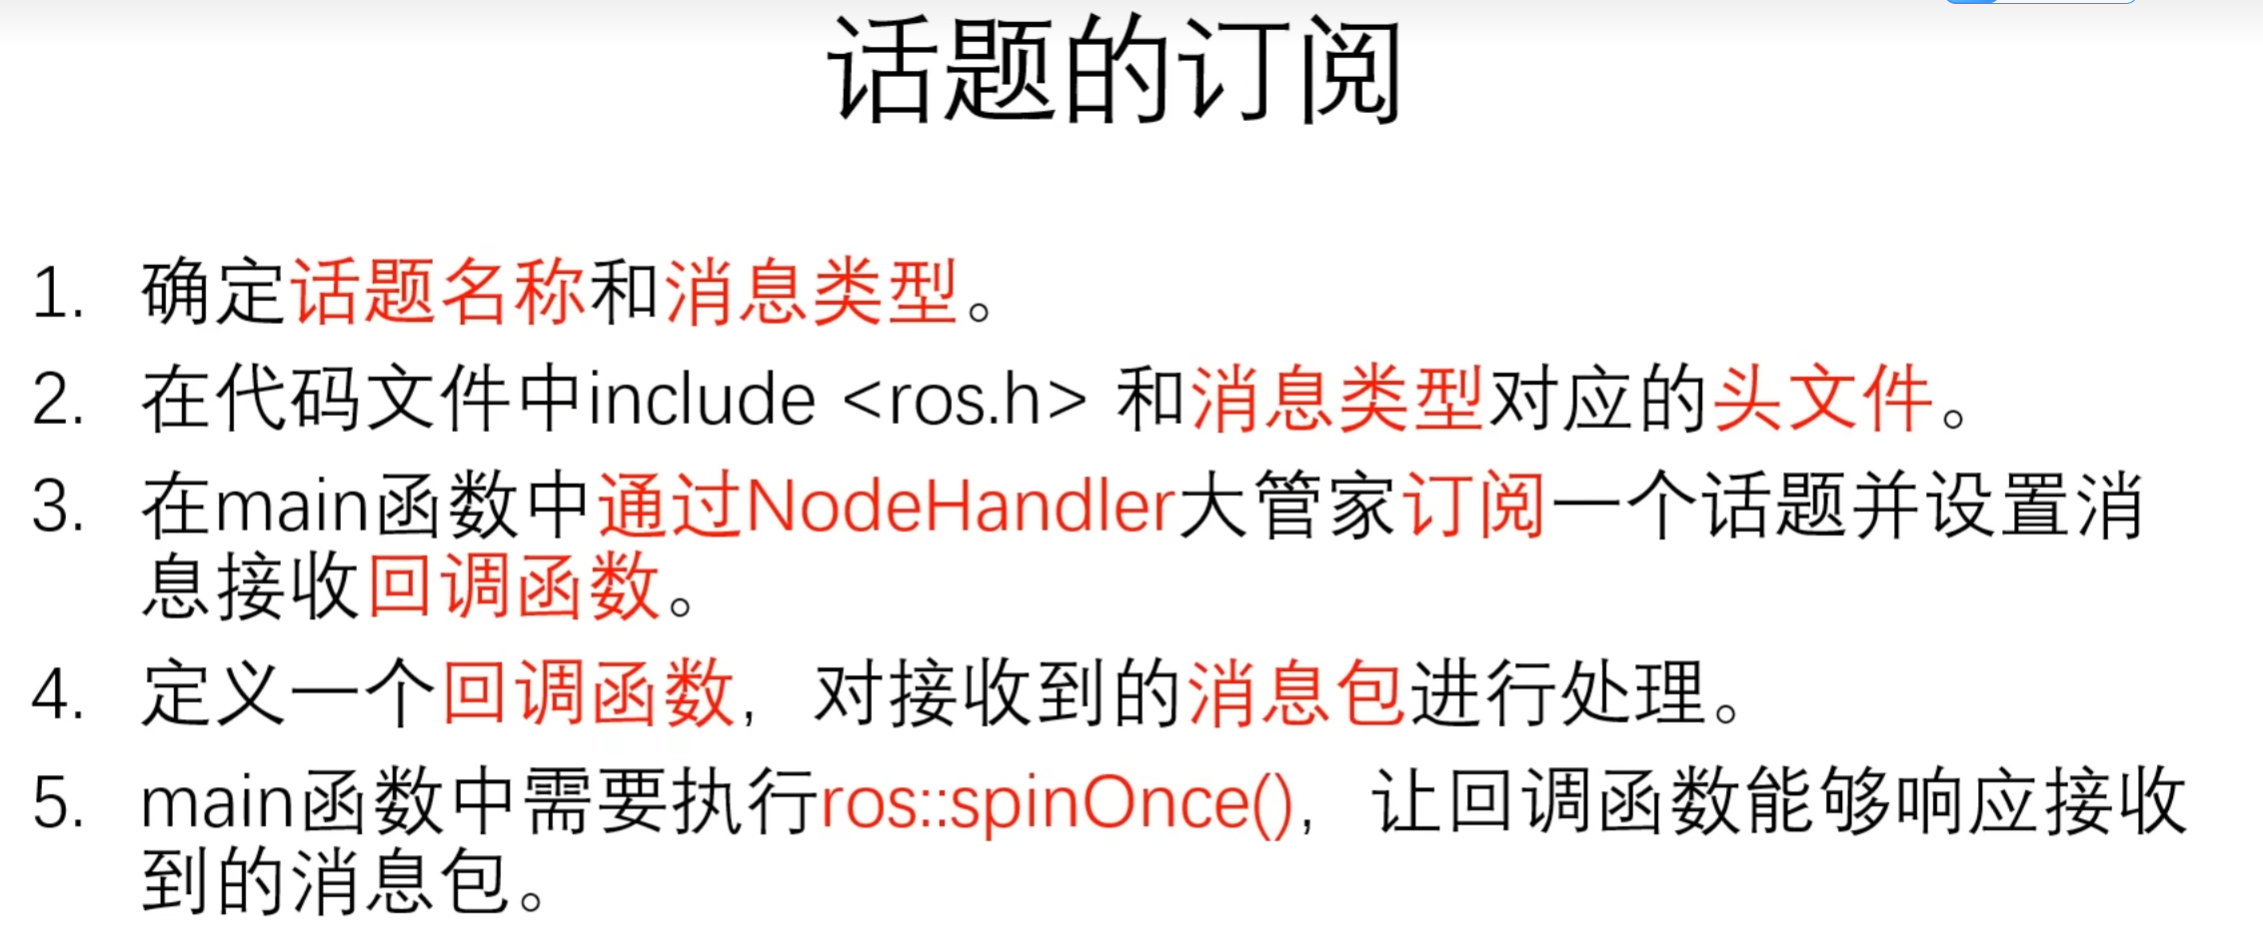 话题的订阅
1. 确定话题名称和消息类型。
2. 在代码文件中include <ros.h> 和消息类型对应的头文件。
3. 在main函数中通过NodeHandler大管家订阅一个话题并设置消
息接收回调函数。
4. 定义一个回调函数，对接收到的消息包进行处理。
5. main函数中需要执行ros::spinOnce()，让回调函数能够响应接收
到的消息包。